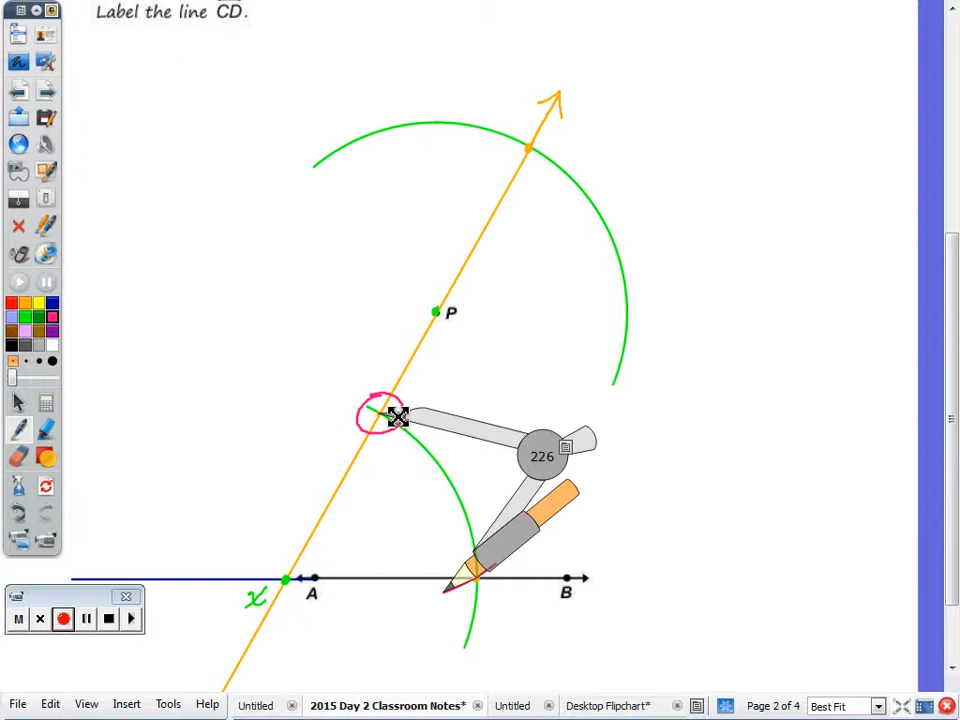 Label the line CD.
P
226
A
B
x
M
File Edit View Insert Tools Help
Untitled
2015 Day 2 Classroom Notes*
Untitled
Desktop Flipchart*
Page 2 of 4
Best Fit